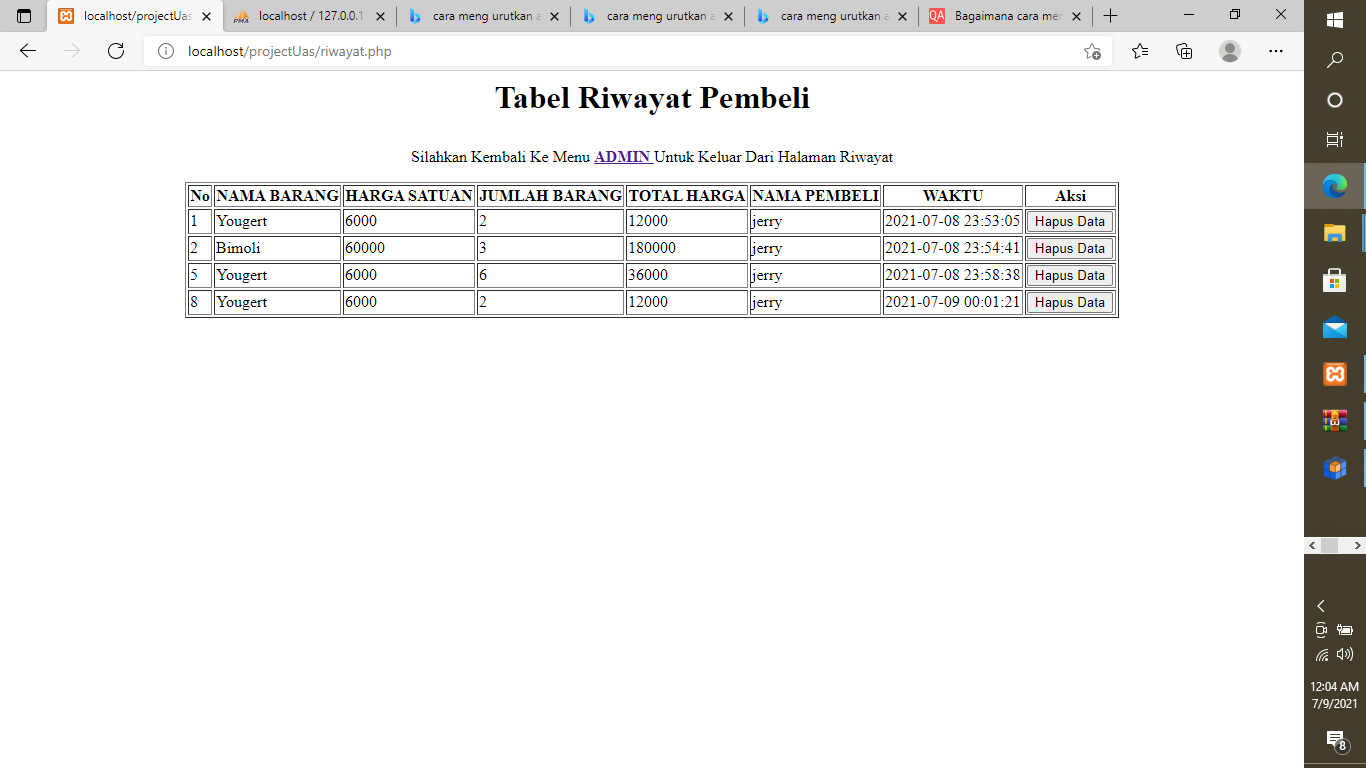 localhost/projectUas
localhost / 127.0.0.1
cara meng urutkan a
cara meng urutkan a
cara meng urutkan a
QA Bagaimana cara men
localhost/projectUas/riwayat.php
Tabel Riwayat Pembeli
Silahkan Kembali Ke Menu ADMIN Untuk Keluar Dari Halaman Riwayat
No NAMA BARANG HARGA SATUAN JUMLAH BARANG TOTAL HARGA NAMA PEMBELI WAKTU Aksi
1 Yougert 6000 2 12000 jerry 2021-07-08 23:53:05 Hapus Data
2 Bimoli 60000 3 180000 jerry 2021-07-08 23:54:41 Hapus Data
5 Yougert 6000 6 36000 jerry 2021-07-08 23:58:38 Hapus Data
8 Yougert 6000 2 12000 jerry 2021-07-09 00:01:21 Hapus Data
12:04 AM
7/9/2021
8